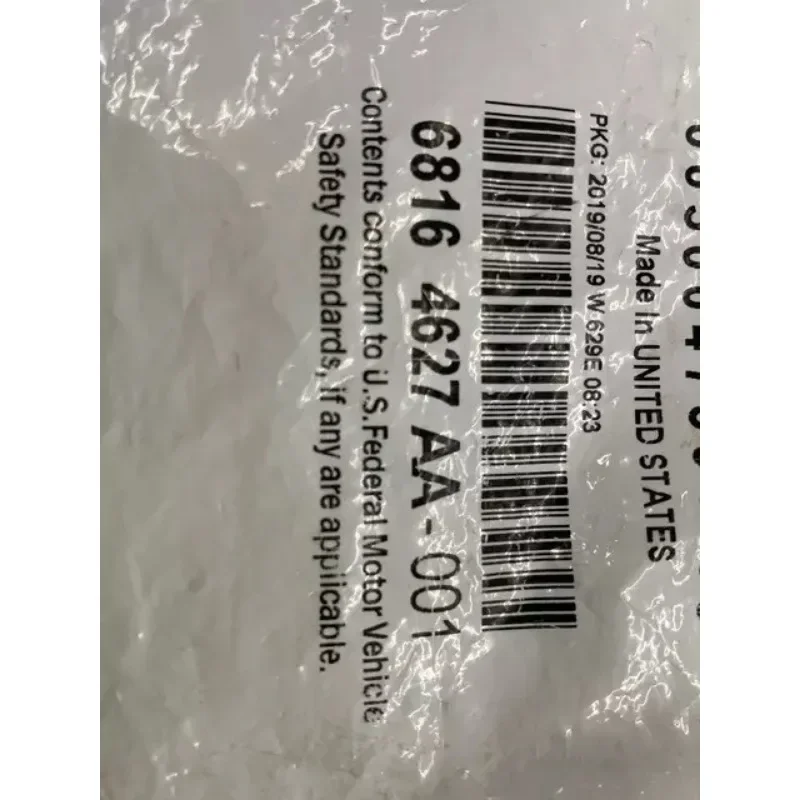 Made In UNITED STATES
PKG: 2019/08/19 W:629E 08:23
6816 4627 AA-001
Contents conform to U.S. Federal Motor Vehicle
Safety Standards, if any are applicable.